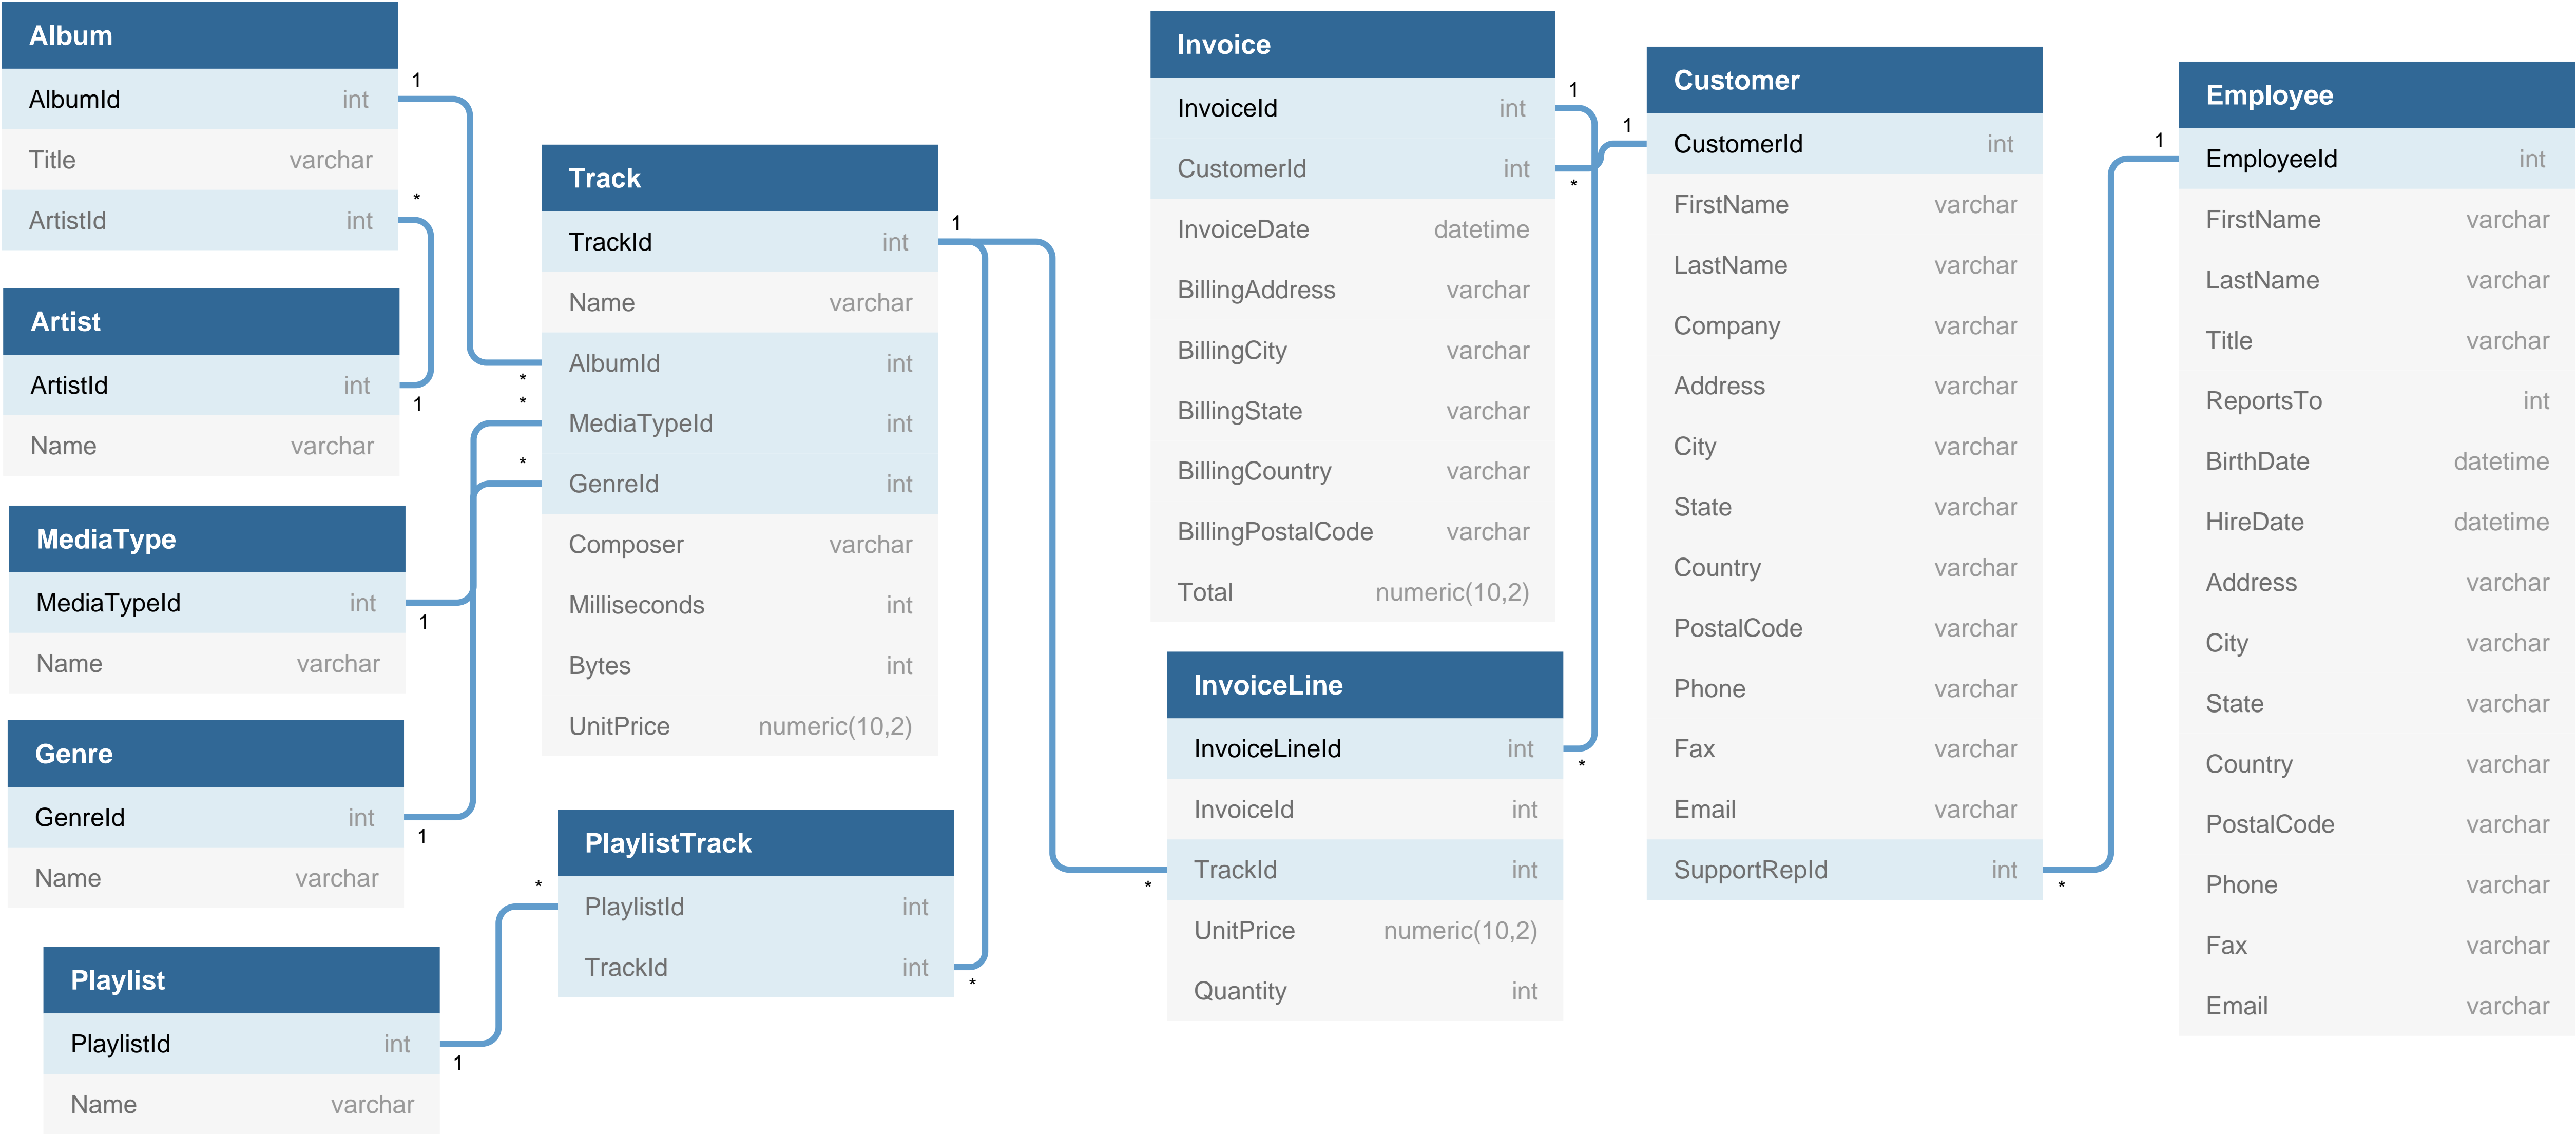 Album
AlbumId int
Title varchar
ArtistId int
1
*
Artist
ArtistId int
Name varchar
1
MediaType
MediaTypeId int
Name varchar
1
Genre
GenreId int
Name varchar
1
Playlist
PlaylistId int
Name varchar
1
Track
TrackId int
Name varchar
AlbumId int
MediaTypeId int
GenreId int
Composer varchar
Milliseconds int
Bytes int
UnitPrice numeric(10,2)
1
*
*
*
PlaylistTrack
PlaylistId int
TrackId int
*
*
Invoice
InvoiceId int
CustomerId int
InvoiceDate datetime
BillingAddress varchar
BillingCity varchar
BillingState varchar
BillingCountry varchar
BillingPostalCode varchar
Total numeric(10,2)
1
*
InvoiceLine
InvoiceLineId int
InvoiceId int
TrackId int
UnitPrice numeric(10,2)
Quantity int
*
*
Customer
CustomerId int
FirstName varchar
LastName varchar
Company varchar
Address varchar
City varchar
State varchar
Country varchar
PostalCode varchar
Phone varchar
Fax varchar
Email varchar
SupportRepId int
1
*
Employee
EmployeeId int
FirstName varchar
LastName varchar
Title varchar
ReportsTo int
BirthDate datetime
HireDate datetime
Address varchar
City varchar
State varchar
Country varchar
PostalCode varchar
Phone varchar
Fax varchar
Email varchar
1